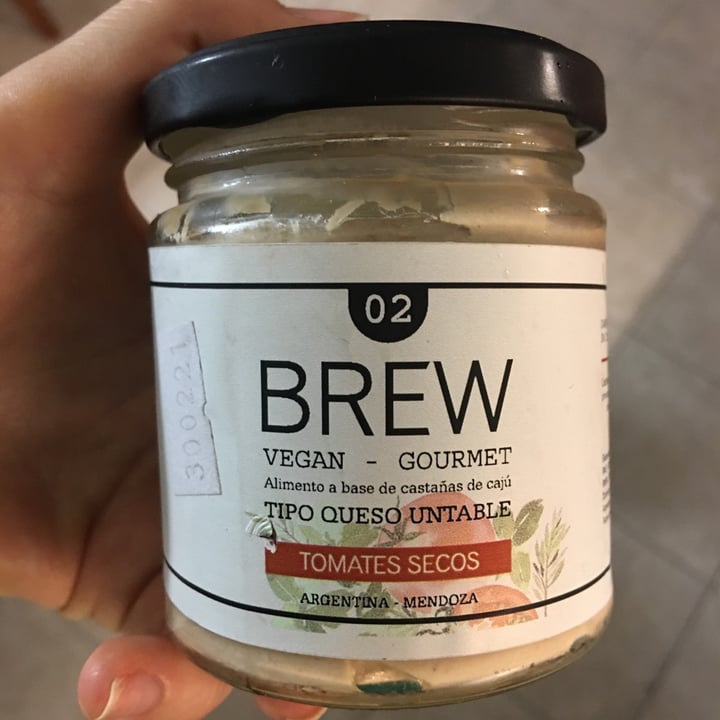 02
BREW
VEGAN - GOURMET
Alimento a base de castañas de cajú
TIPO QUESO UNTABLE
TOMATES SECOS
ARGENTINA - MENDOZA
300221